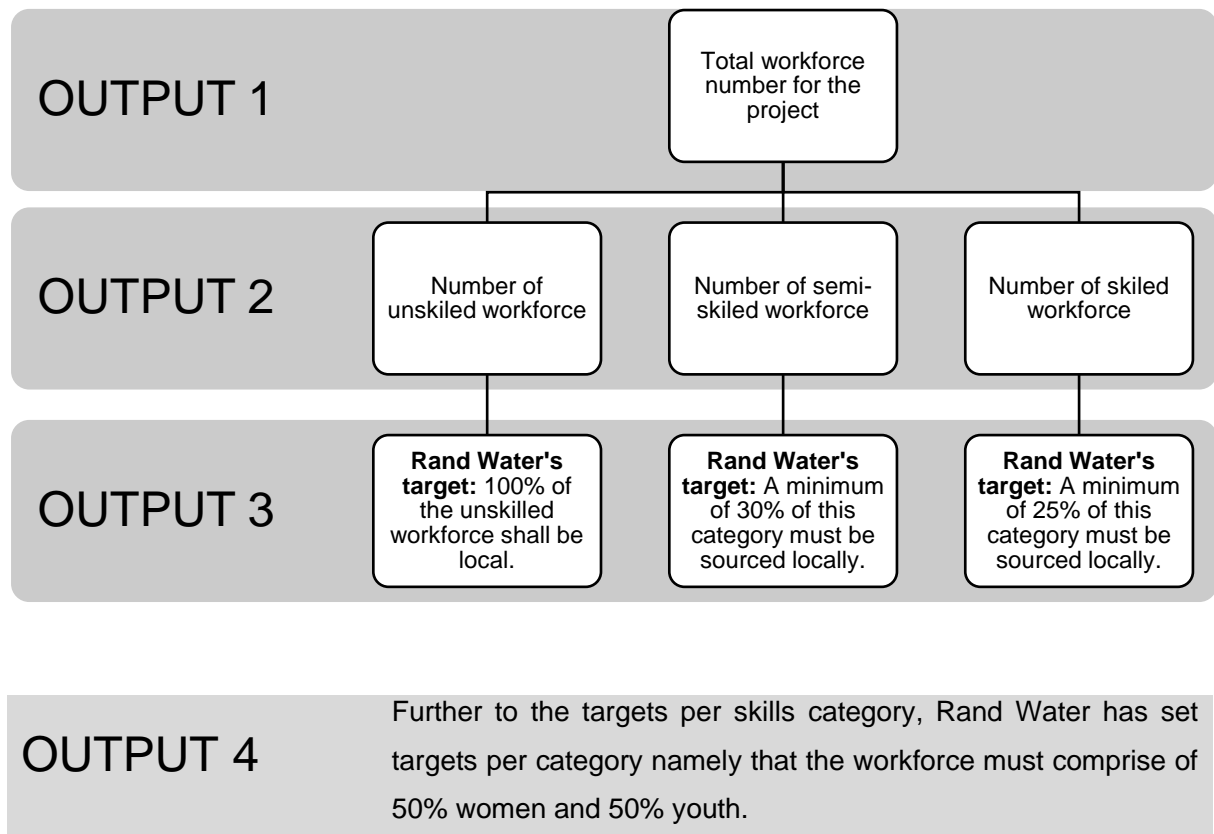 OUTPUT 1
Total workforce
number for the
project
OUTPUT 2
Number of
unskiled workforce
Number of semi-
skiled workforce
Number of skiled
workforce
OUTPUT 3
Rand Water's
target: 100% of
the unskilled
workforce shall be
local.
Rand Water's
target: A minimum
of 30% of this
category must be
sourced locally.
Rand Water's
target: A minimum
of 25% of this
category must be
sourced locally.
OUTPUT 4
Further to the targets per skills category, Rand Water has set
targets per category namely that the workforce must comprise of
50% women and 50% youth.